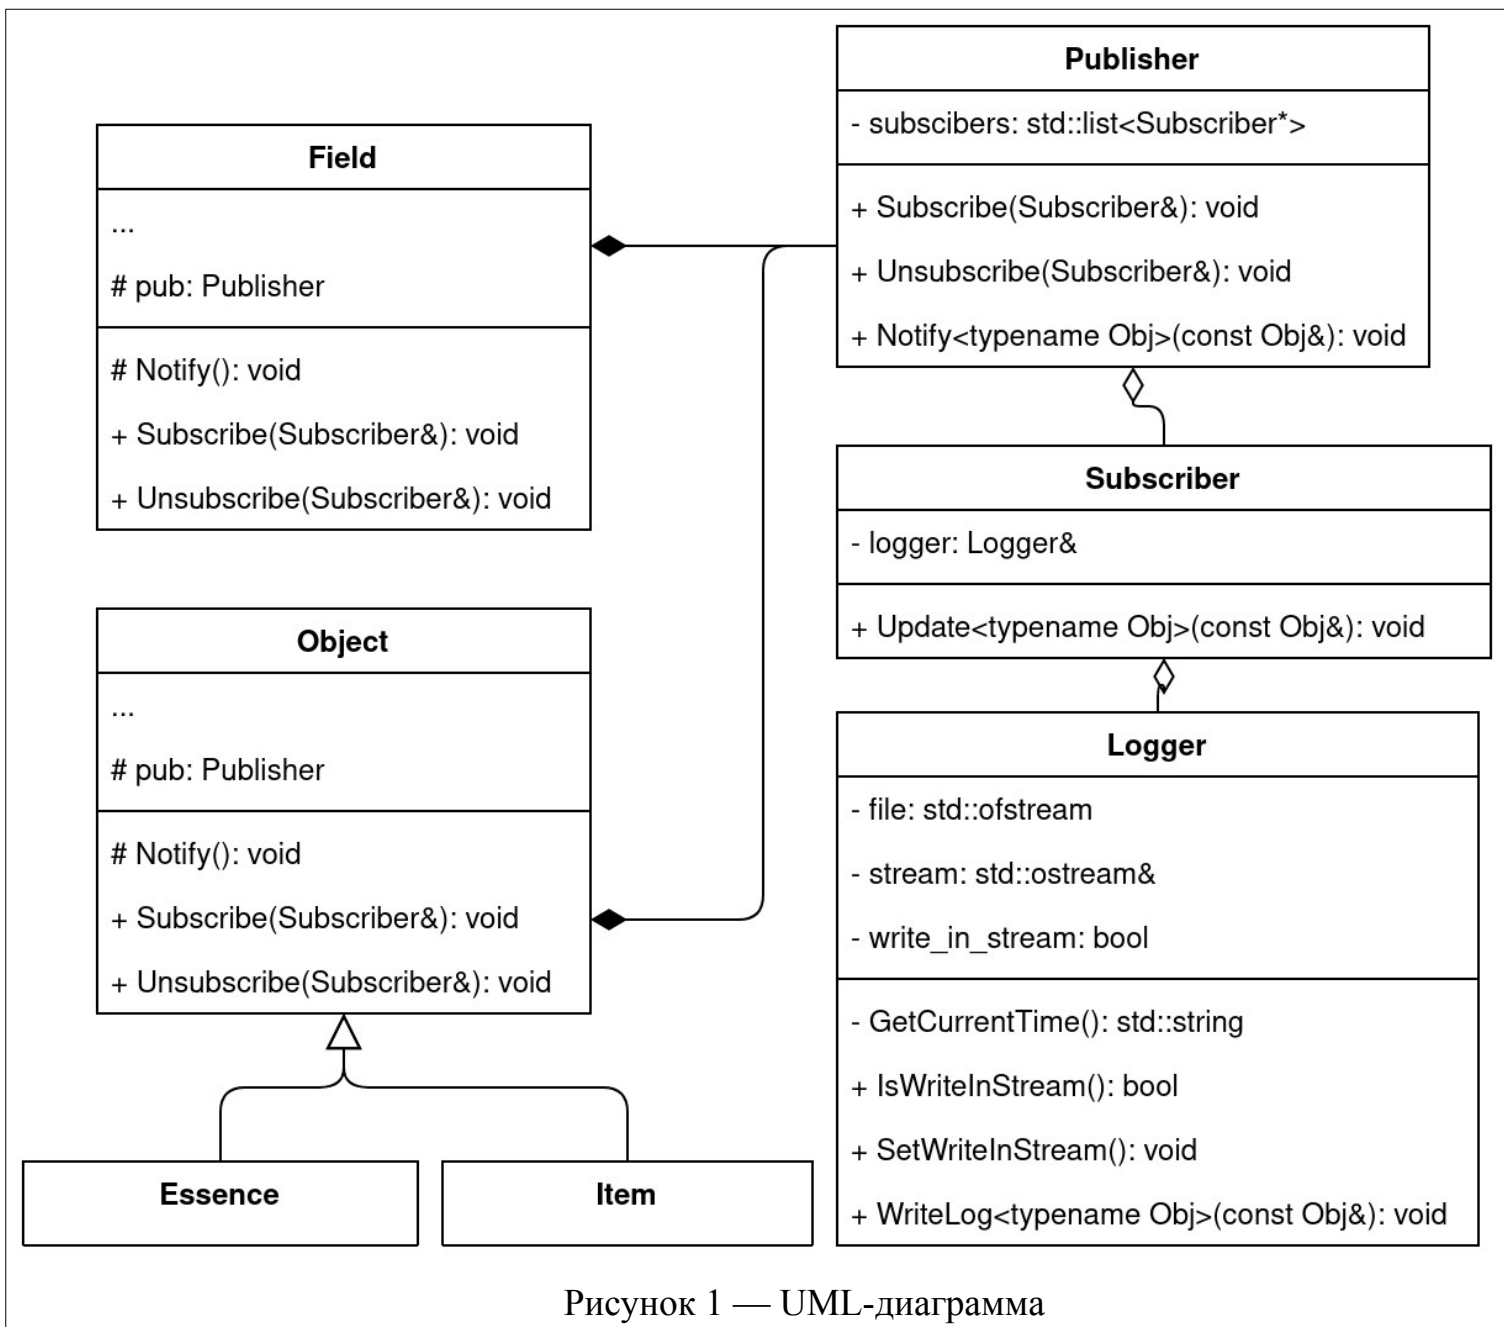 Field
...
# pub: Publisher
# Notify(): void
+ Subscribe(Subscriber&): void
+ Unsubscribe(Subscriber&): void
Object
...
# pub: Publisher
# Notify(): void
+ Subscribe(Subscriber&): void
+ Unsubscribe(Subscriber&): void
Essence
Item
Publisher
- subscibers: std::list<Subscriber*>
+ Subscribe(Subscriber&): void
+ Unsubscribe(Subscriber&): void
+ Notify<typename Obj>(const Obj&): void
Subscriber
- logger: Logger&
+ Update<typename Obj>(const Obj&): void
Logger
- file: std::ofstream
- stream: std::ostream&
- write_in_stream: bool
- GetCurrentTime(): std::string
+ IsWriteInStream(): bool
+ SetWriteInStream(): void
+ WriteLog<typename Obj>(const Obj&): void
Рисунок 1 — UML-диаграмма